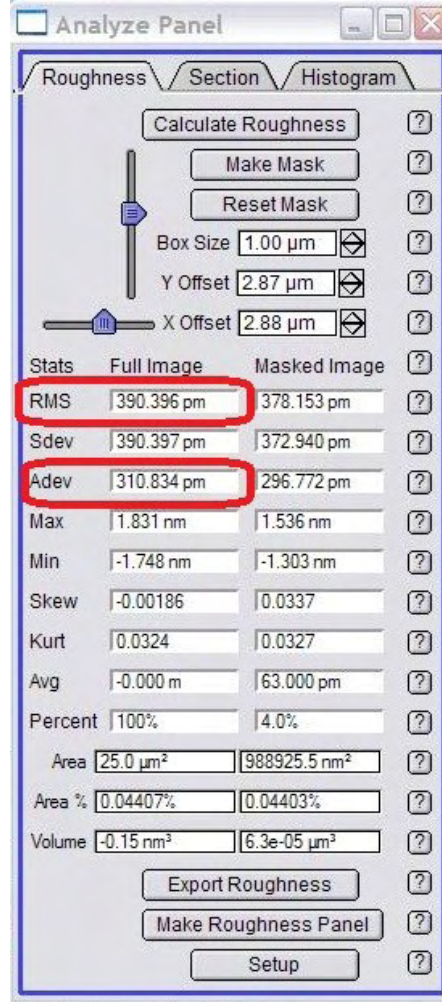 Analyze Panel
Roughness Section Histogram
Calculate Roughness ?
Make Mask ?
Reset Mask ?
Box Size 1.00 µm ?
Y Offset 2.87 µm ?
X Offset 2.88 µm ?
Stats Full Image Masked Image ?
RMS 390.396 pm 378.153 pm ?
Sdev 390.397 pm 372.940 pm ?
Adev 310.834 pm 296.772 pm ?
Max 1.831 nm 1.536 nm ?
Min -1.748 nm -1.303 nm ?
Skew -0.00186 0.0337 ?
Kurt 0.0324 0.0327 ?
Avg -0.000 m 63.000 pm ?
Percent 100% 4.0% ?
Area 25.0 µm² 988925.5 nm² ?
Area % 0.04407% 0.04403% ?
Volume -0.15 nm³ 6.3e-05 µm³ ?
Export Roughness ?
Make Roughness Panel ?
Setup ?